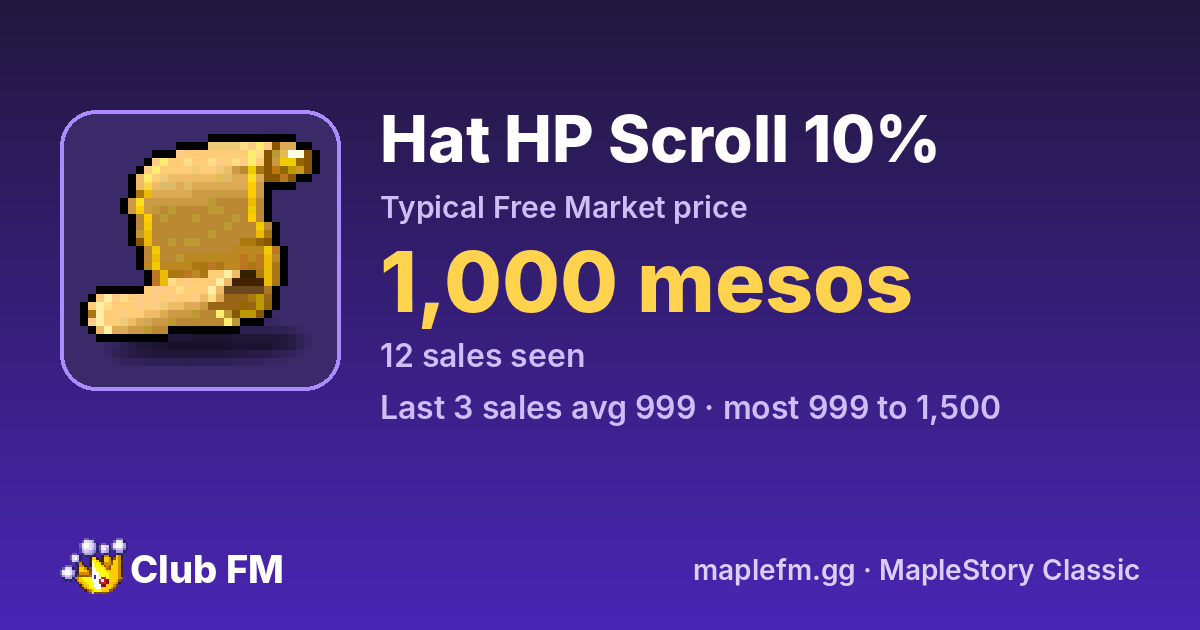 Hat HP Scroll 10%
Typical Free Market price
1,000 mesos
12 sales seen
Last 3 sales avg 999 · most 999 to 1,500
Club FM
maplefm.gg · MapleStory Classic